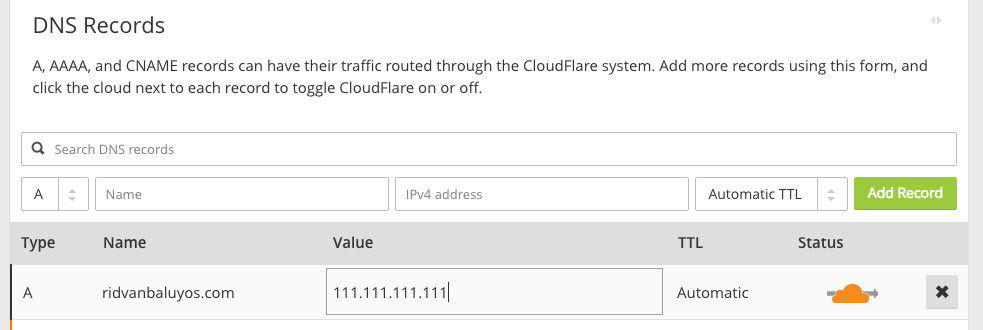 DNS Records
A, AAAA, and CNAME records can have their traffic routed through the CloudFlare system. Add more records using this form, and
click the cloud next to each record to toggle CloudFlare on or off.
Search DNS records
A Name IPv4 address Automatic TTL Add Record
Type Name Value TTL Status
A ridvanbaluyos.com 111.111.111.111 Automatic